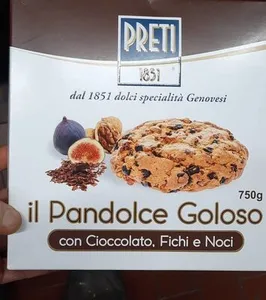 PRETI
1851
dal 1851 dolci specialità Genovesi
750g
il Pandolce Goloso
con Cioccolato, Fichi e Noci